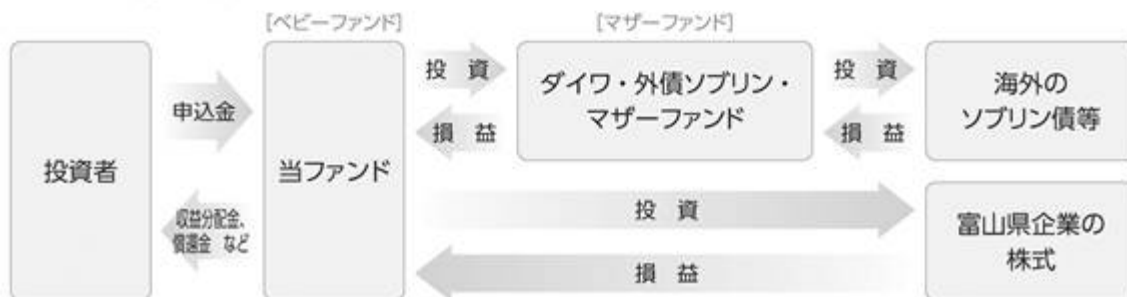 [ベビーファンド]
[マザーファンド]
投資者
申込金
収益分配金、
償還金 など
当ファンド
投 資
損 益
ダイワ・外債ソブリン・
マザーファンド
投 資
損 益
海外の
ソブリン債等
投 資
損 益
富山県企業の
株式